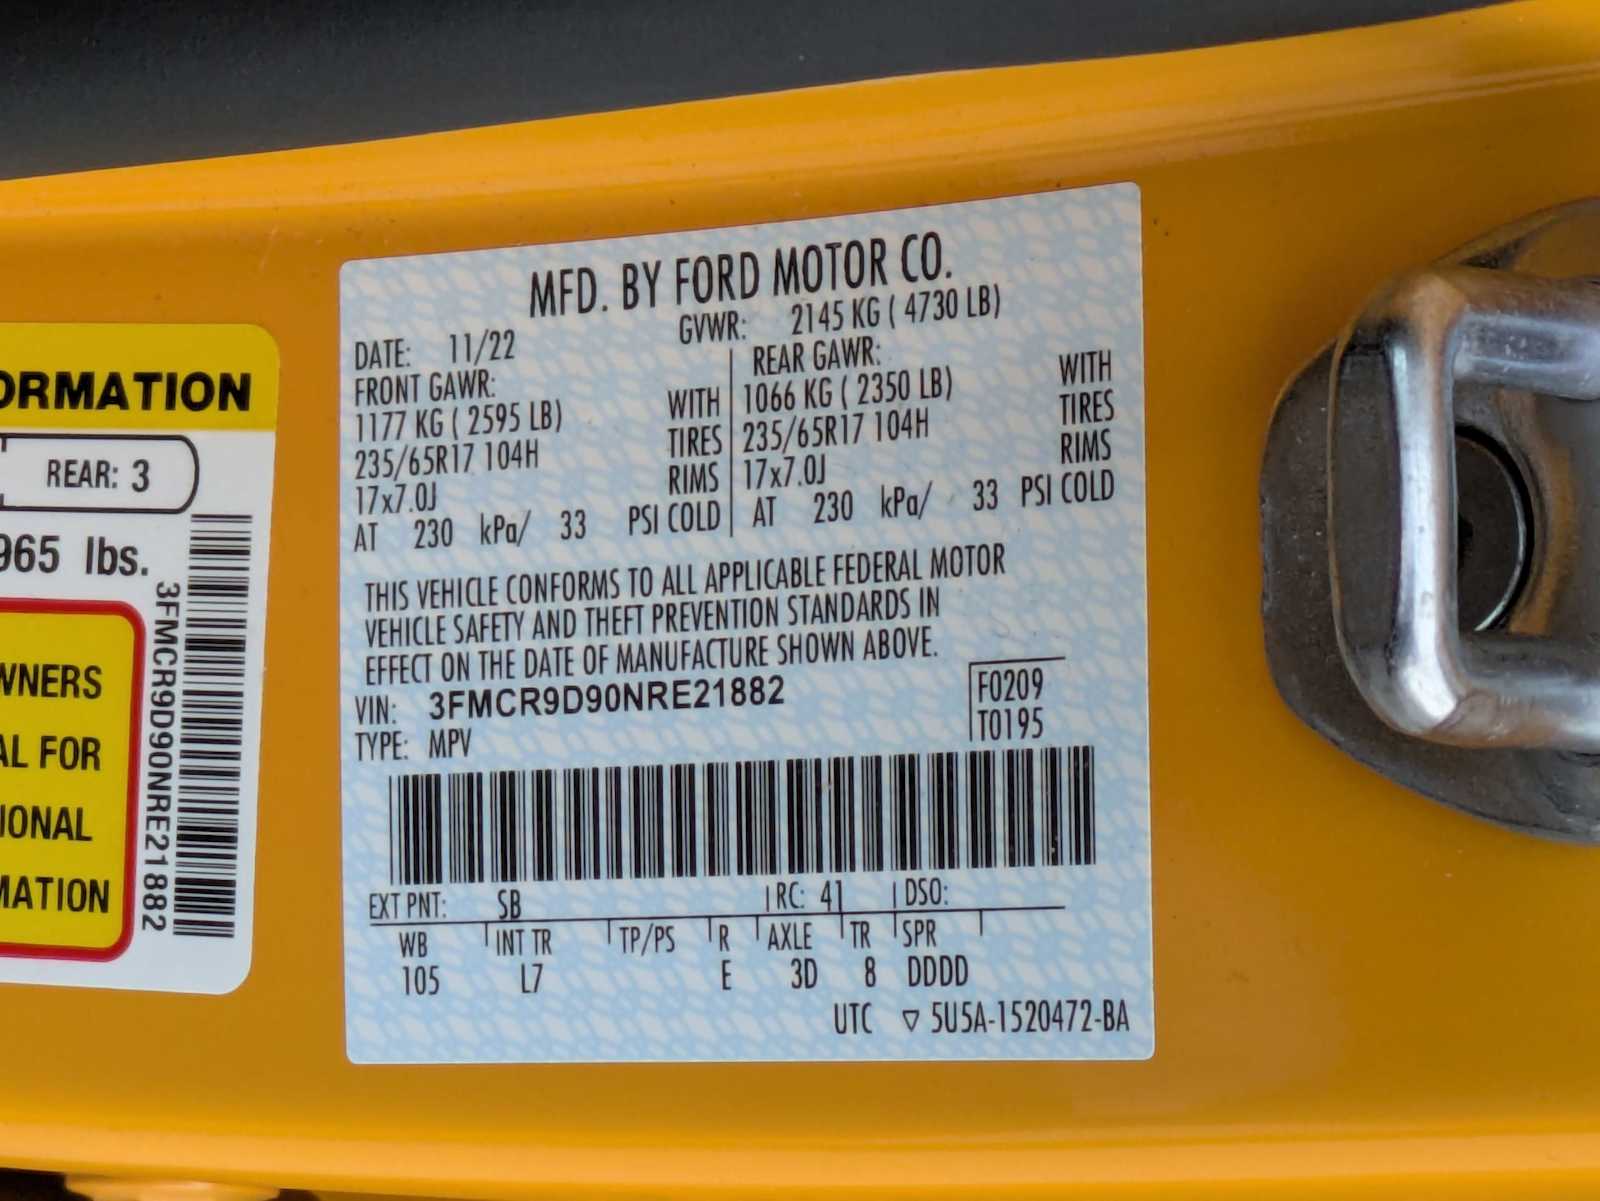 ORMATION
REAR: 3
965 lbs.
WNERS
AL FOR
IONAL
MATION
3FMCR9D90NRE21882
MFD. BY FORD MOTOR CO.
DATE: 11/22 GVWR: 2145 KG ( 4730 LB)
FRONT GAWR: REAR GAWR:
1177 KG ( 2595 LB) WITH 1066 KG ( 2350 LB) WITH
235/65R17 104H TIRES 235/65R17 104H TIRES
17x7.0J RIMS 17x7.0J RIMS
AT 230 kPa/ 33 PSI COLD AT 230 kPa/ 33 PSI COLD
THIS VEHICLE CONFORMS TO ALL APPLICABLE FEDERAL MOTOR
VEHICLE SAFETY AND THEFT PREVENTION STANDARDS IN
EFFECT ON THE DATE OF MANUFACTURE SHOWN ABOVE.
VIN: 3FMCR9D90NRE21882 F0209
TYPE: MPV T0195
EXT PNT: SB RC: 41 DSO:
WB INT TR TP/PS R AXLE TR SPR
105 L7 E 3D 8 DDDD
UTC ▽ 5U5A-1520472-BA